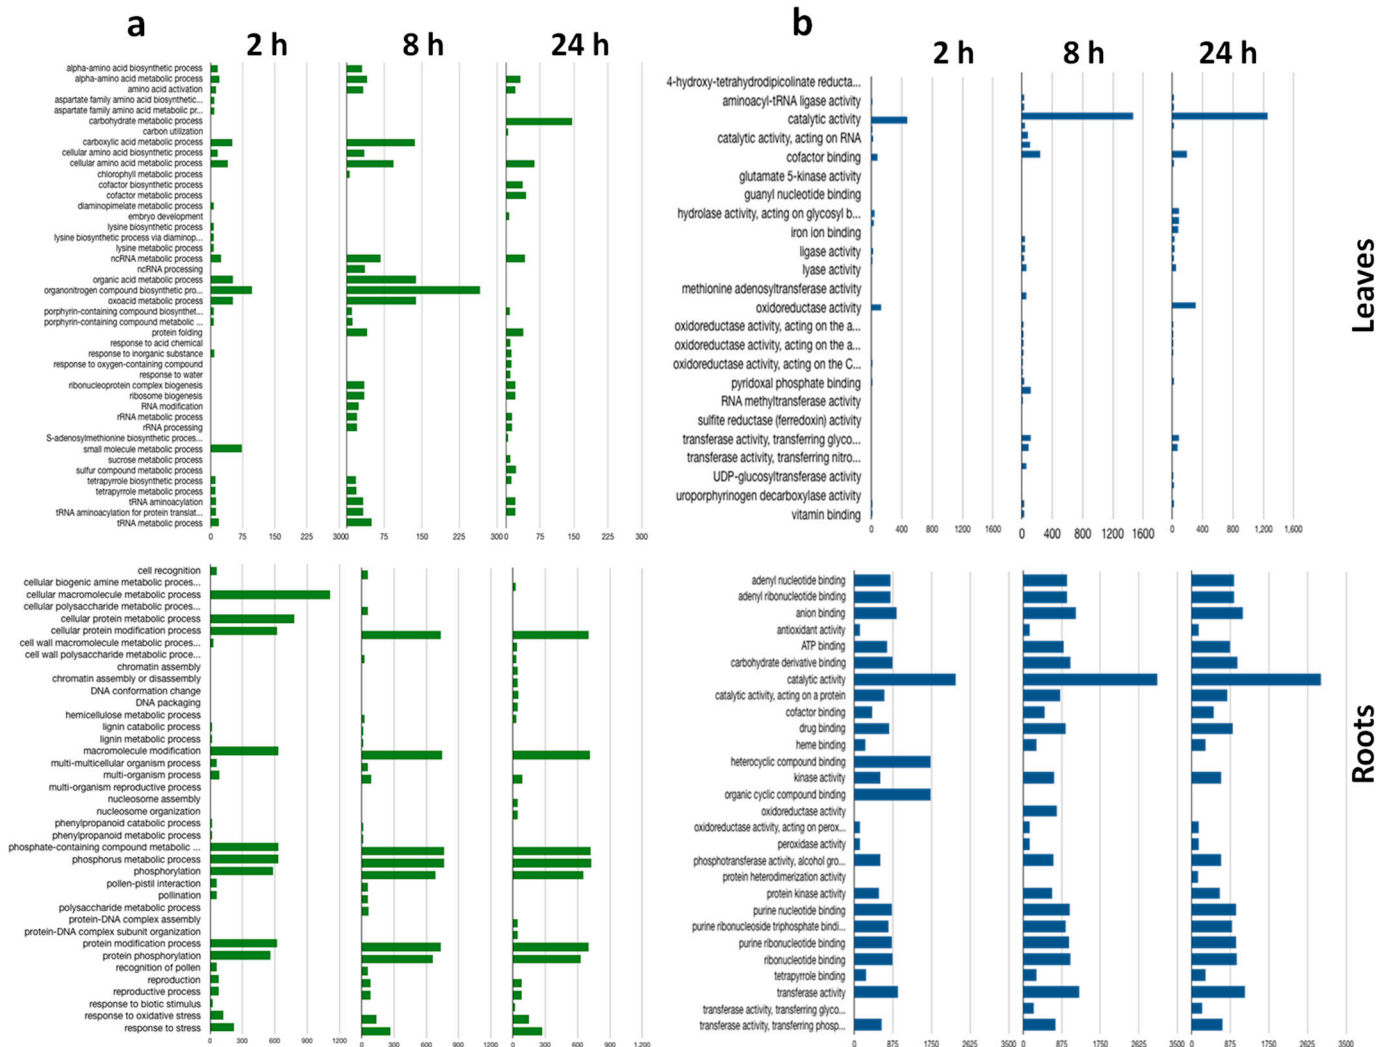 a
b
2 h
8 h
24 h
2 h
8 h
24 h
alpha-amino acid biosynthetic process
alpha-amino acid metabolic process
amino acid activation
aspartate family amino acid biosynthetic...
aspartate family amino acid metabolic pr...
carbohydrate metabolic process
carbon utilization
carboxylic acid metabolic process
cellular amino acid biosynthetic process
cellular amino acid metabolic process
chlorophyll metabolic process
cofactor biosynthetic process
cofactor metabolic process
diaminopimelate metabolic process
embryo development
lysine biosynthetic process
lysine biosynthetic process via diaminop...
lysine metabolic process
ncRNA metabolic process
ncRNA processing
organic acid metabolic process
organonitrogen compound biosynthetic pro...
oxoacid metabolic process
porphyrin-containing compound biosynthet...
porphyrin-containing compound metabolic ...
protein folding
response to acid chemical
response to inorganic substance
response to oxygen-containing compound
response to water
ribonucleoprotein complex biogenesis
ribosome biogenesis
RNA modification
rRNA metabolic process
rRNA processing
S-adenosylmethionine biosynthetic proces...
small molecule metabolic process
sucrose metabolic process
sulfur compound metabolic process
tetrapyrrole biosynthetic process
tetrapyrrole metabolic process
tRNA aminoacylation
tRNA aminoacylation for protein translat...
tRNA metabolic process
0 75 150 225 3000 75 150 225 3000 75 150 225 300
4-hydroxy-tetrahydrodipicolinate reducta...
aminoacyl-tRNA ligase activity
catalytic activity
catalytic activity, acting on RNA
cofactor binding
glutamate 5-kinase activity
guanyl nucleotide binding
hydrolase activity, acting on glycosyl b...
iron ion binding
ligase activity
lyase activity
methionine adenosyltransferase activity
oxidoreductase activity
oxidoreductase activity, acting on the a...
oxidoreductase activity, acting on the a...
oxidoreductase activity, acting on the C...
pyridoxal phosphate binding
RNA methyltransferase activity
sulfite reductase (ferredoxin) activity
transferase activity, transferring glyco...
transferase activity, transferring nitro...
UDP-glucosyltransferase activity
uroporphyrinogen decarboxylase activity
vitamin binding
0 400 800 1,200 1,600 0 400 800 1,200 1,600 0 400 800 1,200 1,600
Leaves
cell recognition
cellular biogenic amine metabolic proces...
cellular macromolecule metabolic process
cellular polysaccharide metabolic proces...
cellular protein metabolic process
cellular protein modification process
cell wall macromolecule metabolic proces...
cell wall polysaccharide metabolic proce...
chromatin assembly
chromatin assembly or disassembly
DNA conformation change
DNA packaging
hemicellulose metabolic process
lignin catabolic process
lignin metabolic process
macromolecule modification
multi-multicellular organism process
multi-organism process
multi-organism reproductive process
nucleosome assembly
nucleosome organization
phenylpropanoid catabolic process
phenylpropanoid metabolic process
phosphate-containing compound metabolic ...
phosphorus metabolic process
phosphorylation
pollen-pistil interaction
pollination
polysaccharide metabolic process
protein-DNA complex assembly
protein-DNA complex subunit organization
protein modification process
protein phosphorylation
recognition of pollen
reproduction
reproductive process
response to biotic stimulus
response to oxidative stress
response to stress
0 300 600 900 1200 0 300 600 900 1200 0 300 600 900 1200
adenyl nucleotide binding
adenyl ribonucleotide binding
anion binding
antioxidant activity
ATP binding
carbohydrate derivative binding
catalytic activity
catalytic activity, acting on a protein
cofactor binding
drug binding
heme binding
heterocyclic compound binding
kinase activity
organic cyclic compound binding
oxidoreductase activity
oxidoreductase activity, acting on perox...
peroxidase activity
phosphotransferase activity, alcohol gro...
protein heterodimerization activity
protein kinase activity
purine nucleotide binding
purine ribonucleoside triphosphate bindi...
purine ribonucleotide binding
ribonucleotide binding
tetrapyrrole binding
transferase activity
transferase activity, transferring glyco...
transferase activity, transferring phosp...
0 875 1750 2625 3500 0 875 1750 2625 3500 0 875 1750 2625 3500
Roots